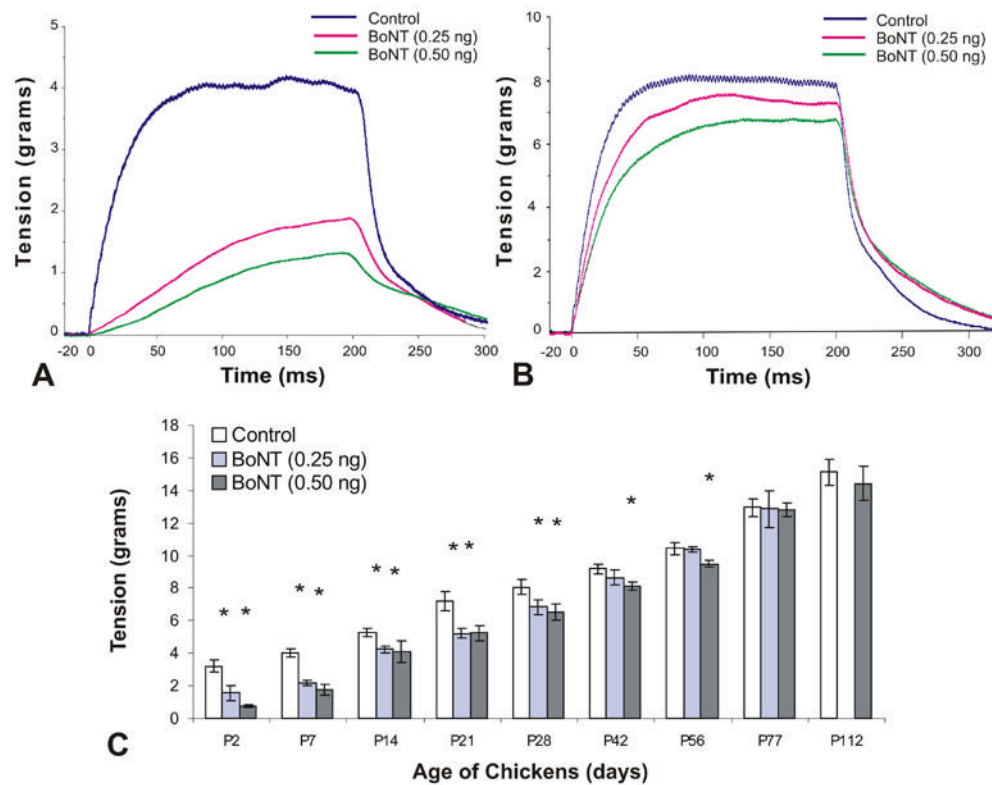 Control
BoNT (0.25 ng)
BoNT (0.50 ng)
Tension (grams)
5
4
3
2
1
0
-20 0 50 100 150 200 250 300
Time (ms)
A
Control
BoNT (0.25 ng)
BoNT (0.50 ng)
Tension (grams)
10
8
6
4
2
0
-20 0 50 100 150 200 250 300
Time (ms)
B
Control
BoNT (0.25 ng)
BoNT (0.50 ng)
Tension (grams)
18
16
14
12
10
8
6
4
2
0
* *
* *
* *
* *
* *
*
*
P2 P7 P14 P21 P28 P42 P56 P77 P112
Age of Chickens (days)
C